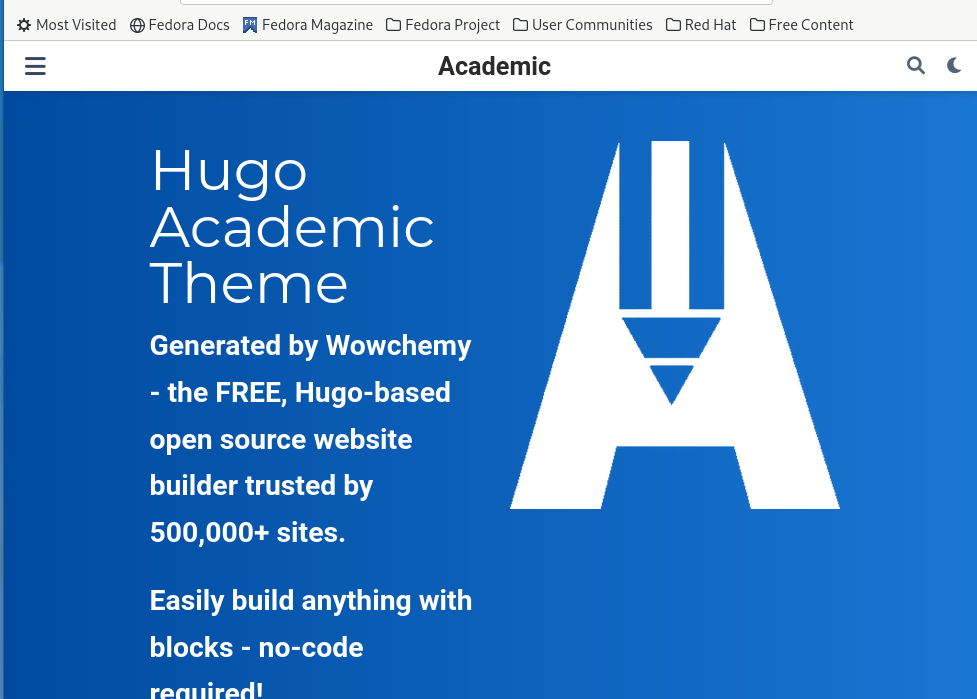 Most Visited Fedora Docs Fedora Magazine Fedora Project User Communities Red Hat Free Content
Academic
Hugo
Academic
Theme
Generated by Wowchemy
- the FREE, Hugo-based
open source website
builder trusted by
500,000+ sites.
Easily build anything with
blocks - no-code
required!